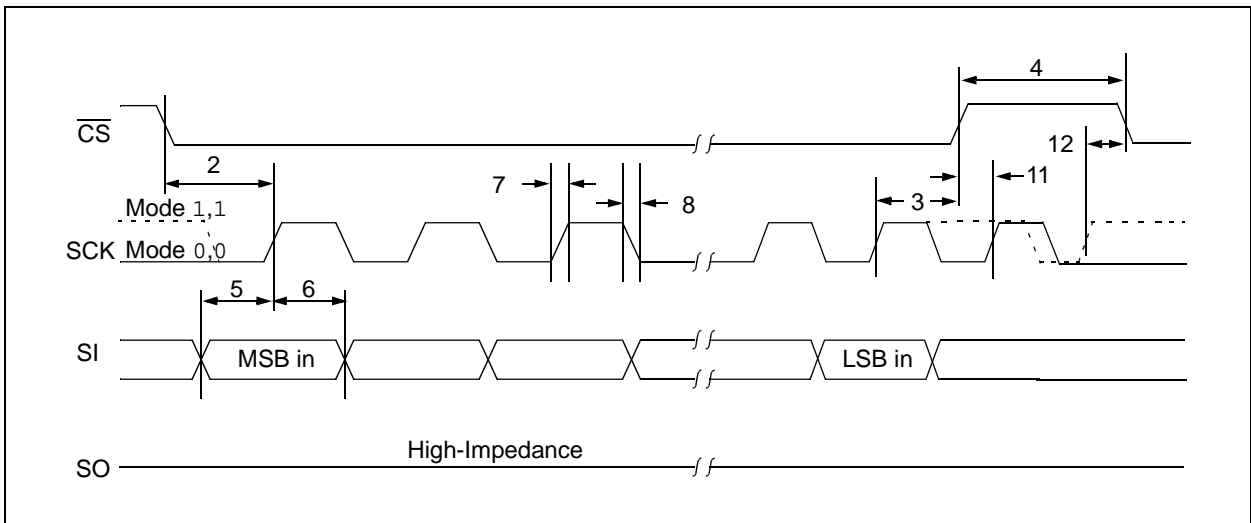 4
CS
12
2
7
8
3
11
Mode 1,1
SCK Mode 0,0
5
6
SI
MSB in
LSB in
High-Impedance
SO